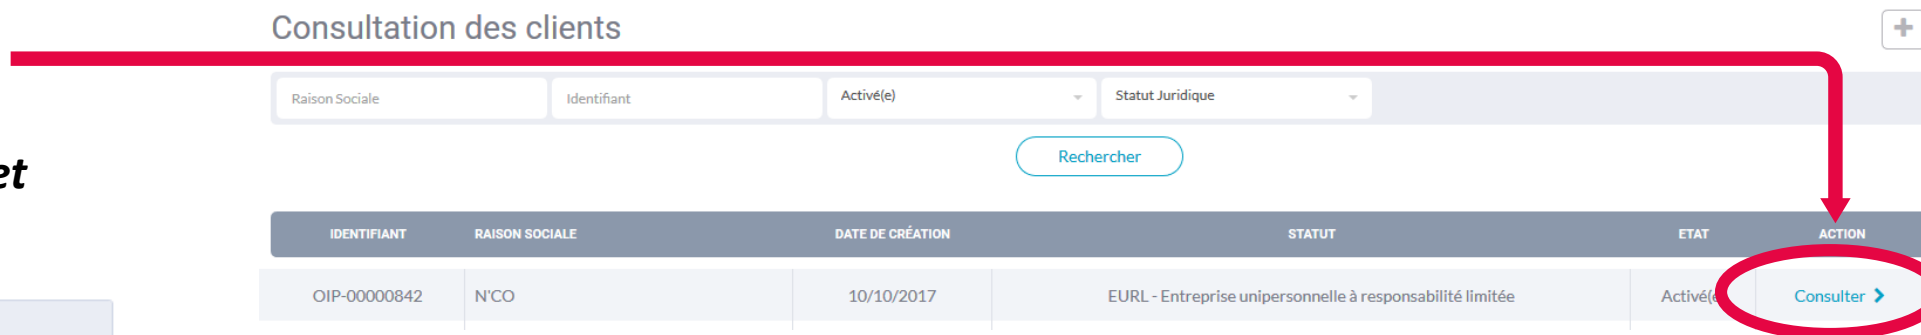 Consultation des clients
Raison Sociale Identifiant Activé(e) Statut Juridique
Rechercher
et
IDENTIFIANT RAISON SOCIALE DATE DE CRÉATION STATUT ETAT ACTION
OIP-00000842 N'CO 10/10/2017 EURL - Entreprise unipersonnelle à responsabilité limitée Activé(e Consulter